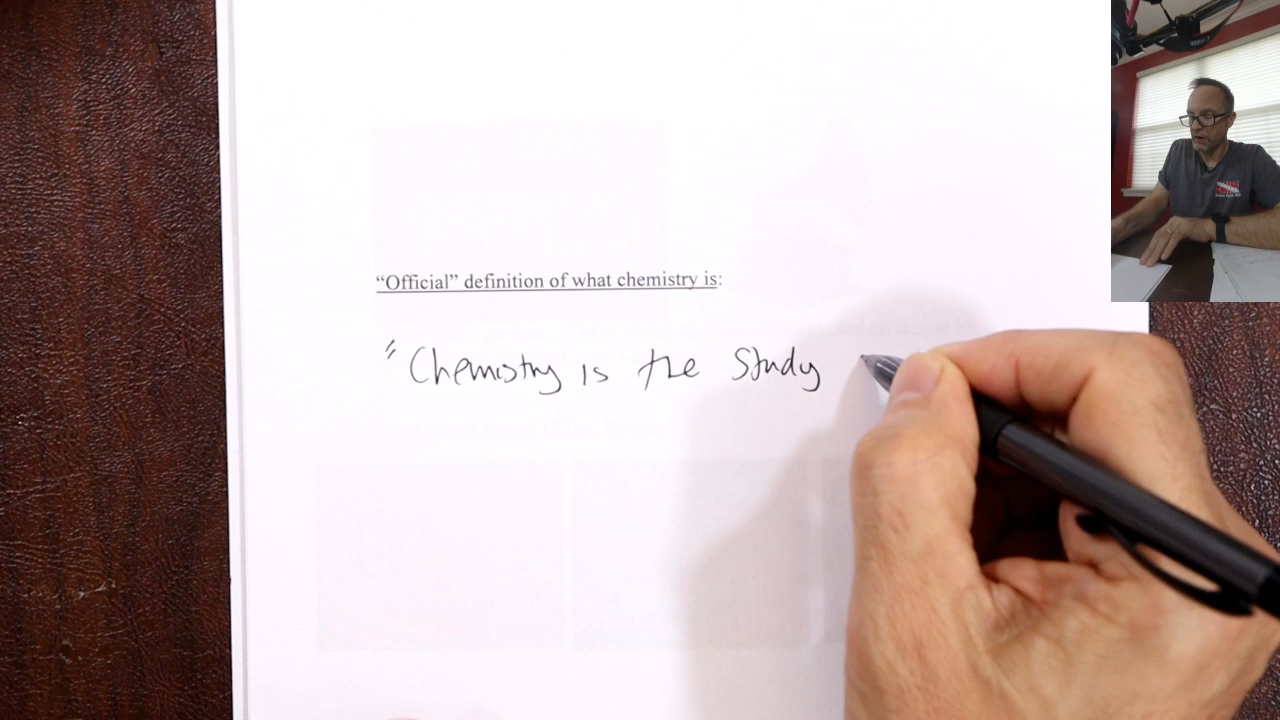 “Official” definition of what chemistry is:
" Chemistry is the Study